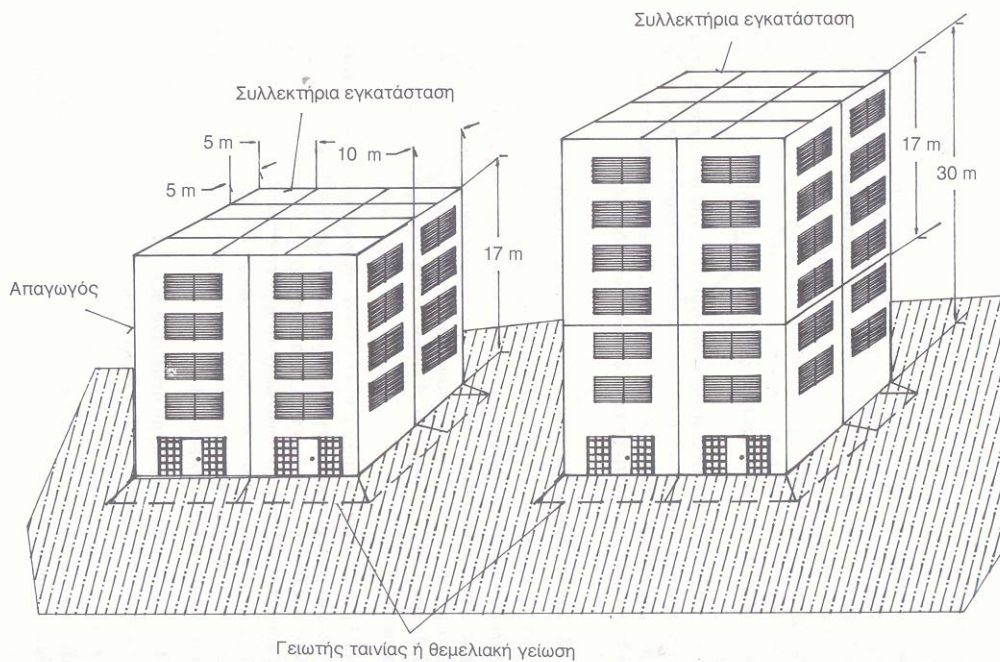 Συλλεκτήρια εγκατάσταση
Συλλεκτήρια εγκατάσταση
5 m
10 m
5 m
17 m
17 m
30 m
Απαγωγός
Γειωτής ταινίας ή θεμελιακή γείωση